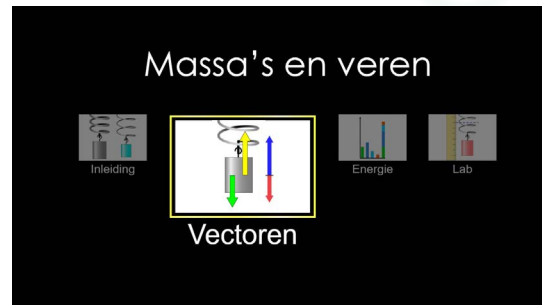 Massa's en veren
Inleiding
Vectoren
Energie
Lab